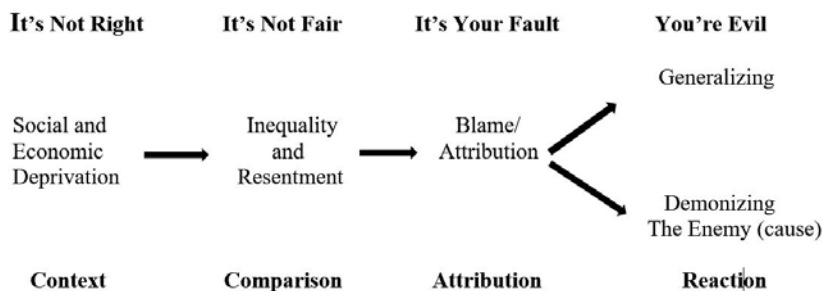 It's Not Right
It's Not Fair
It's Your Fault
You're Evil
Social and
Economic
Deprivation
Inequality
and
Resentment
Blame/
Attribution
Generalizing
Demonizing
The Enemy (cause)
Context
Comparison
Attribution
Reaction